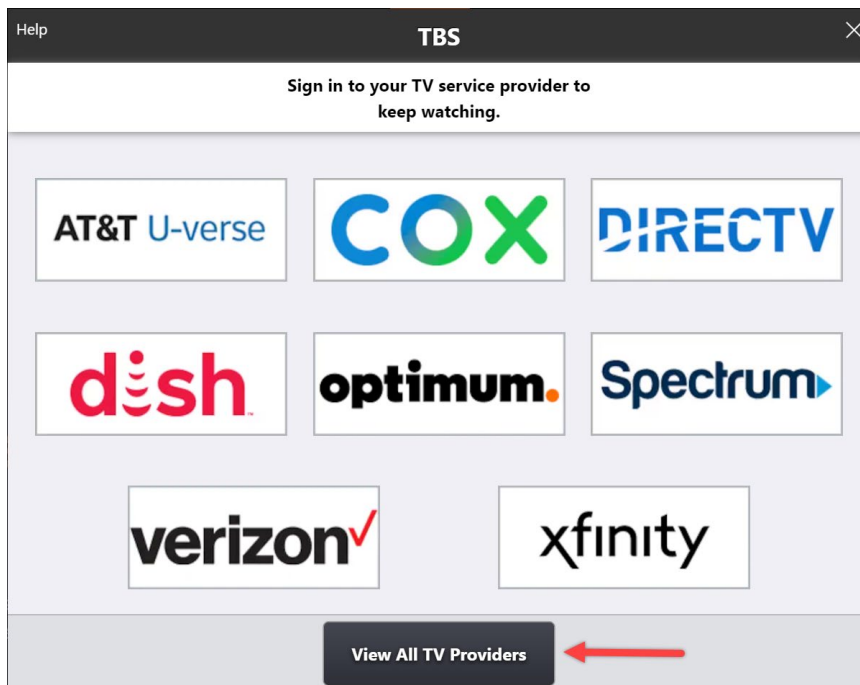 Help
TBS
Sign in to your TV service provider to
keep watching.
AT&T U-verse
COX
DIRECTV
dish
optimum.
Spectrum
verizon
xfinity
View All TV Providers